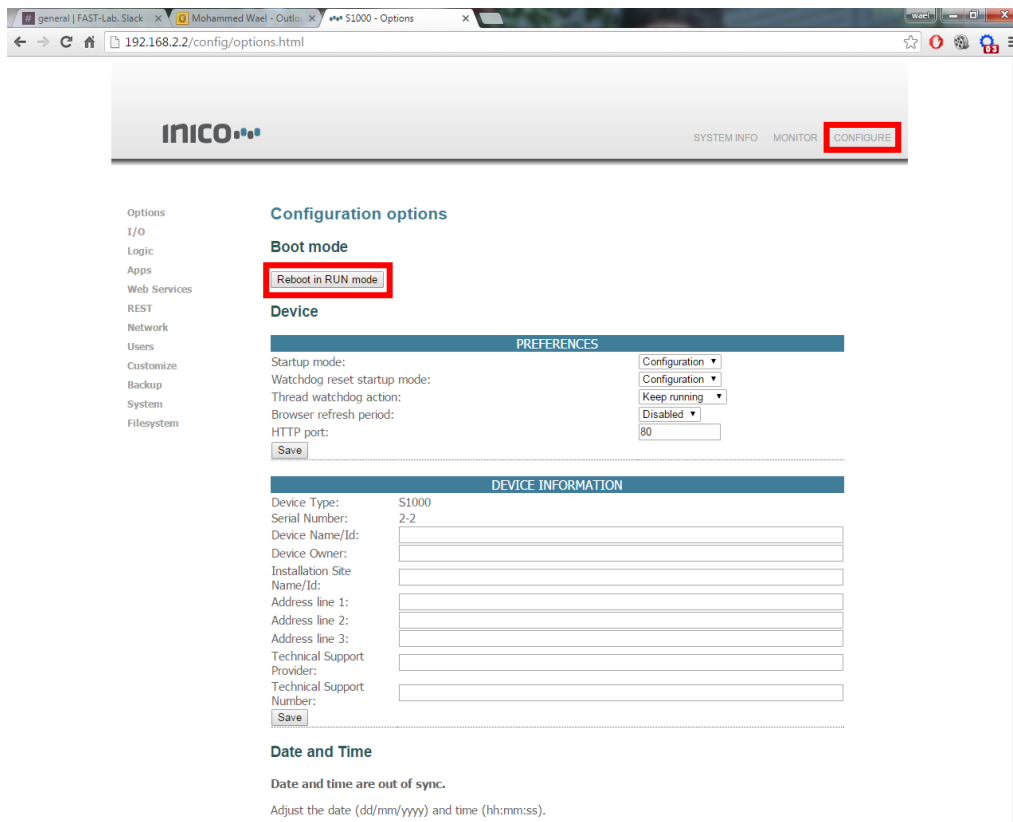 general | FAST-Lab. Slack
Mohammed Wael - Outlo
S1000 - Options
wael
192.168.2.2/config/options.html
03
INICO
SYSTEM INFO MONITOR CONFIGURE
Options
I/O
Logic
Apps
Web Services
REST
Network
Users
Customize
Backup
System
Filesystem
Configuration options
Boot mode
Reboot in RUN mode
Device
PREFERENCES
Startup mode: Configuration
Watchdog reset startup mode: Configuration
Thread watchdog action: Keep running
Browser refresh period: Disabled
HTTP port: 80
Save
DEVICE INFORMATION
Device Type: S1000
Serial Number: 2-2
Device Name/Id:
Device Owner:
Installation Site
Name/Id:
Address line 1:
Address line 2:
Address line 3:
Technical Support
Provider:
Technical Support
Number:
Save
Date and Time
Date and time are out of sync.
Adjust the date (dd/mm/yyyy) and time (hh:mm:ss).